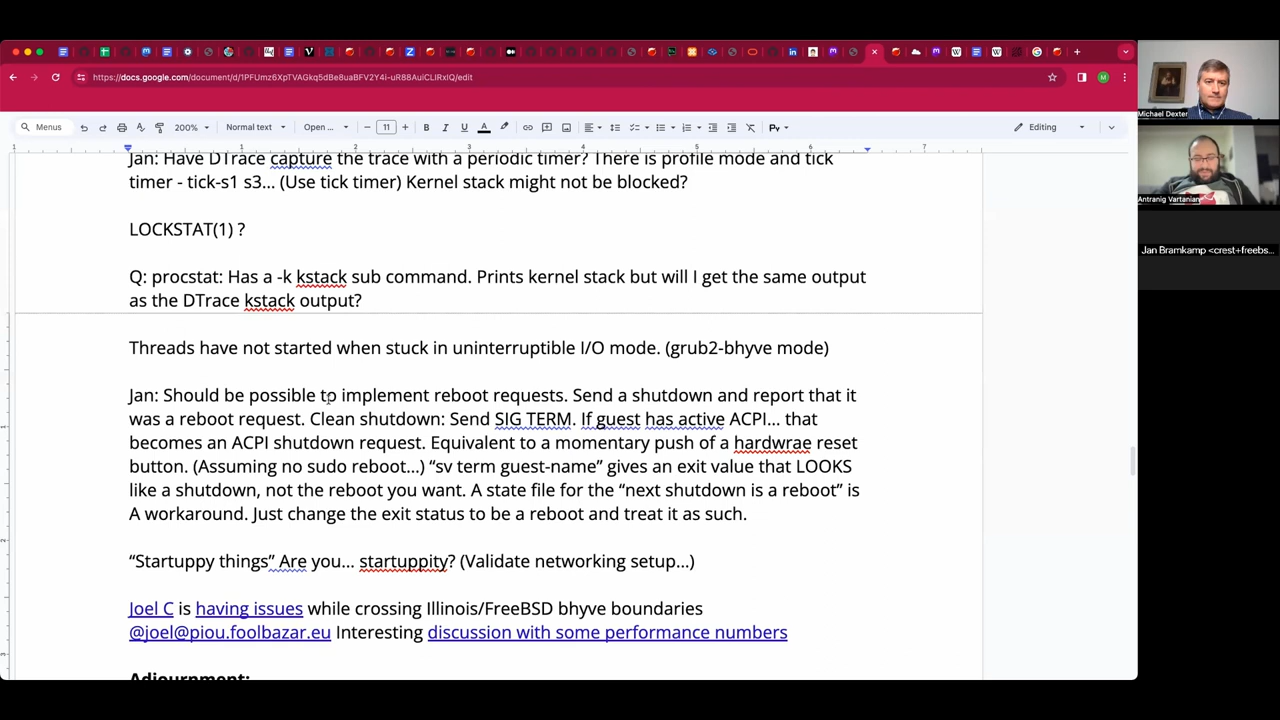 https://docs.google.com/document/d/1PFUmz6XpTVAGkq5dBe8uaBFV2Y4i-uR88AuiCLIRxIQ/edit
Menus
200%
Normal text
Open ...
11
Editing
Jan: Have DTrace capture the trace with a periodic timer? There is profile mode and tick
timer - tick-s1 s3... (Use tick timer) Kernel stack might not be blocked?
LOCKSTAT(1) ?
Q: procstat: Has a -k kstack sub command. Prints kernel stack but will I get the same output
as the DTrace kstack output?
Threads have not started when stuck in uninterruptible I/O mode. (grub2-bhyve mode)
Jan: Should be possible to implement reboot requests. Send a shutdown and report that it
was a reboot request. Clean shutdown: Send SIG TERM. If guest has active ACPI... that
becomes an ACPI shutdown request. Equivalent to a momentary push of a hardwrae reset
button. (Assuming no sudo reboot...) “sv term guest-name” gives an exit value that LOOKS
like a shutdown, not the reboot you want. A state file for the “next shutdown is a reboot” is
A workaround. Just change the exit status to be a reboot and treat it as such.
“Startuppy things” Are you... startuppity? (Validate networking setup...)
Joel C is having issues while crossing Illinois/FreeBSD bhyve boundaries
@joel@piou.foolbazar.eu Interesting discussion with some performance numbers
Adjournment:
Michael Dexter
Antranig Vartanian
Jan Bramkamp <crest+freebs...